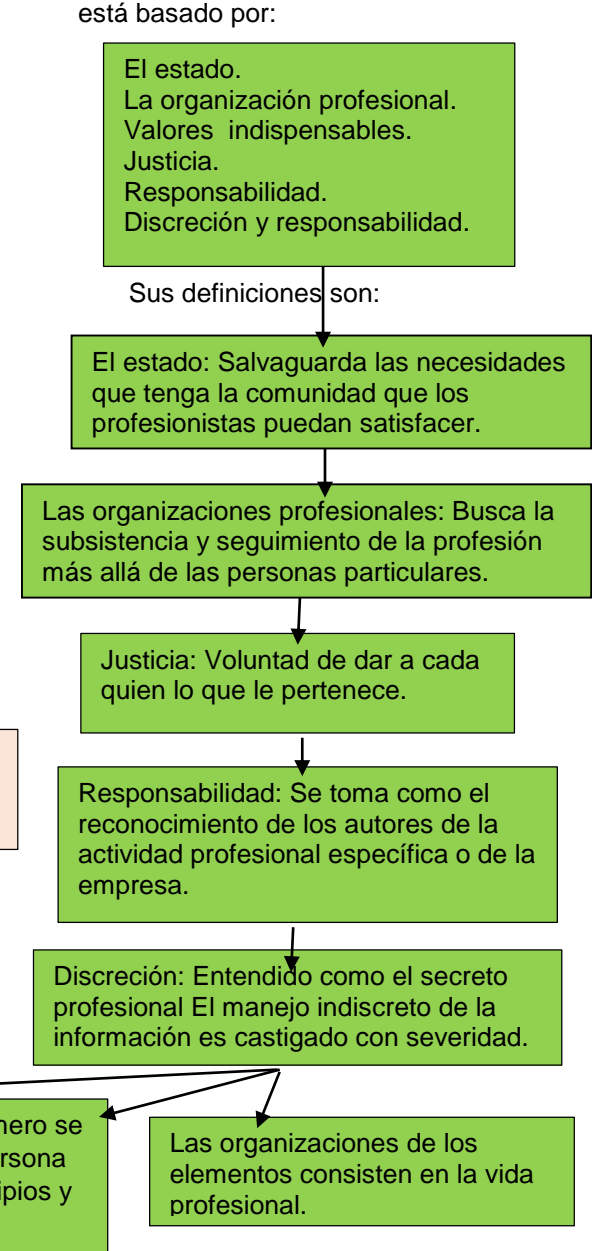 está basado por:
El estado.
La organización profesional.
Valores indispensables.
Justicia.
Responsabilidad.
Discreción y responsabilidad.
Sus definiciones son:
El estado: Salvaguarda las necesidades
que tenga la comunidad que los
profesionistas puedan satisfacer.
Las organizaciones profesionales: Busca la
subsistencia y seguimiento de la profesión
más allá de las personas particulares.
Justicia: Voluntad de dar a cada
quien lo que le pertenece.
Responsabilidad: Se toma como el
reconocimiento de los autores de la
actividad profesional específica o de la
empresa.
Discreción: Entendido como el secreto
profesional El manejo indiscreto de la
información es castigado con severidad.
se
y
Las organizaciones de los
elementos consisten en la vida
profesional.